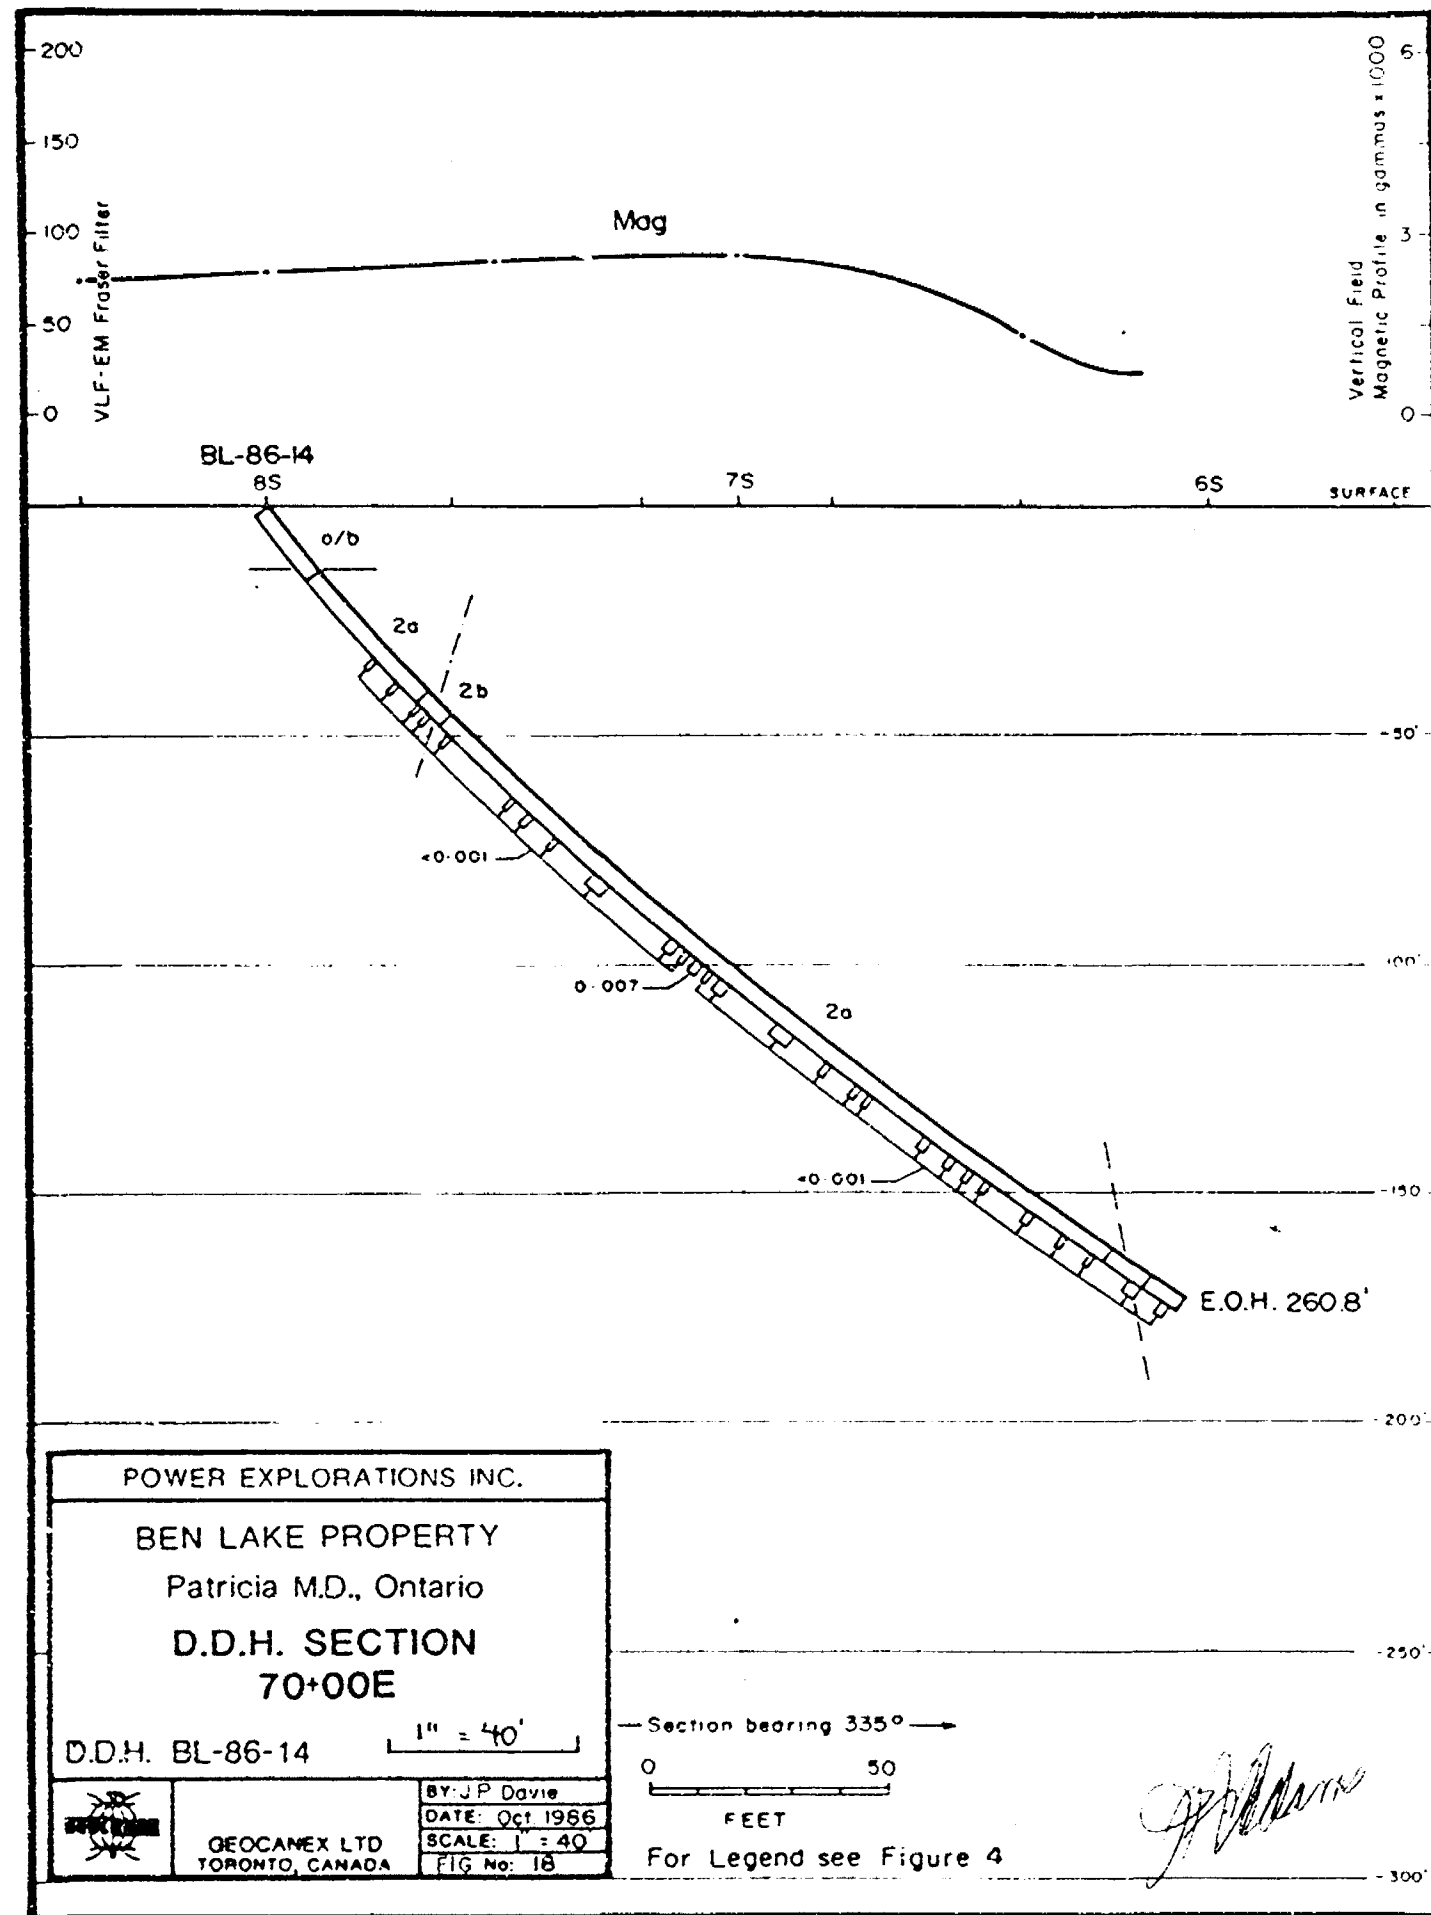 200
150
100
50
0
VLF-EM Fraser Filter
Mag
6
3
0
Vertical Field
Magnetic Profile in gammas x 1000
BL-86-14
8S
7S
6S
SURFACE
o/b
2a
2b
-50'
<0.001
-100'
0.007
2a
<0.001
-150
E.O.H. 260.8'
-200'
-250'
-300'
POWER EXPLORATIONS INC.
BEN LAKE PROPERTY
Patricia M.D., Ontario
D.D.H. SECTION
70+00E
1" = 40'
D.D.H. BL-86-14
GEOCANEX LTD
TORONTO, CANADA
BY: J P Davie
DATE: Oct 1986
SCALE: 1" = 40'
FIG No: 18
Section bearing 335°
0 50
FEET
For Legend see Figure 4